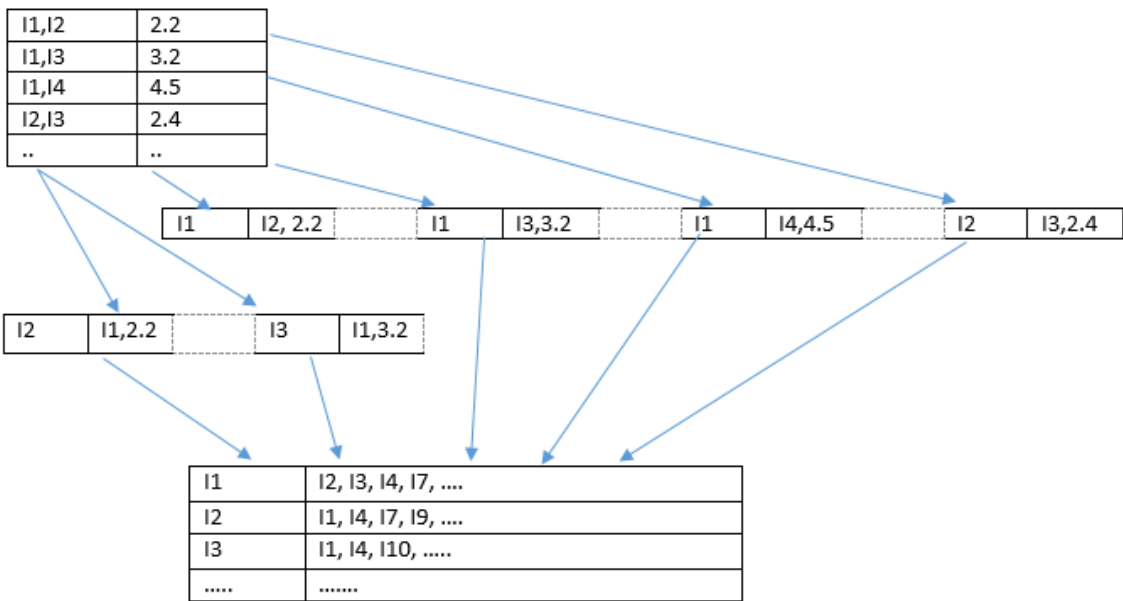 I1,I2 2.2
I1,I3 3.2
I1,I4 4.5
I2,I3 2.4
.. ..
I1 I2, 2.2 I1 I3,3.2 I1 I4,4.5 I2 I3,2.4
I2 I1,2.2 I3 I1,3.2
I1 I2, I3, I4, I7, ....
I2 I1, I4, I7, I9, ....
I3 I1, I4, I10, .....
..... .......